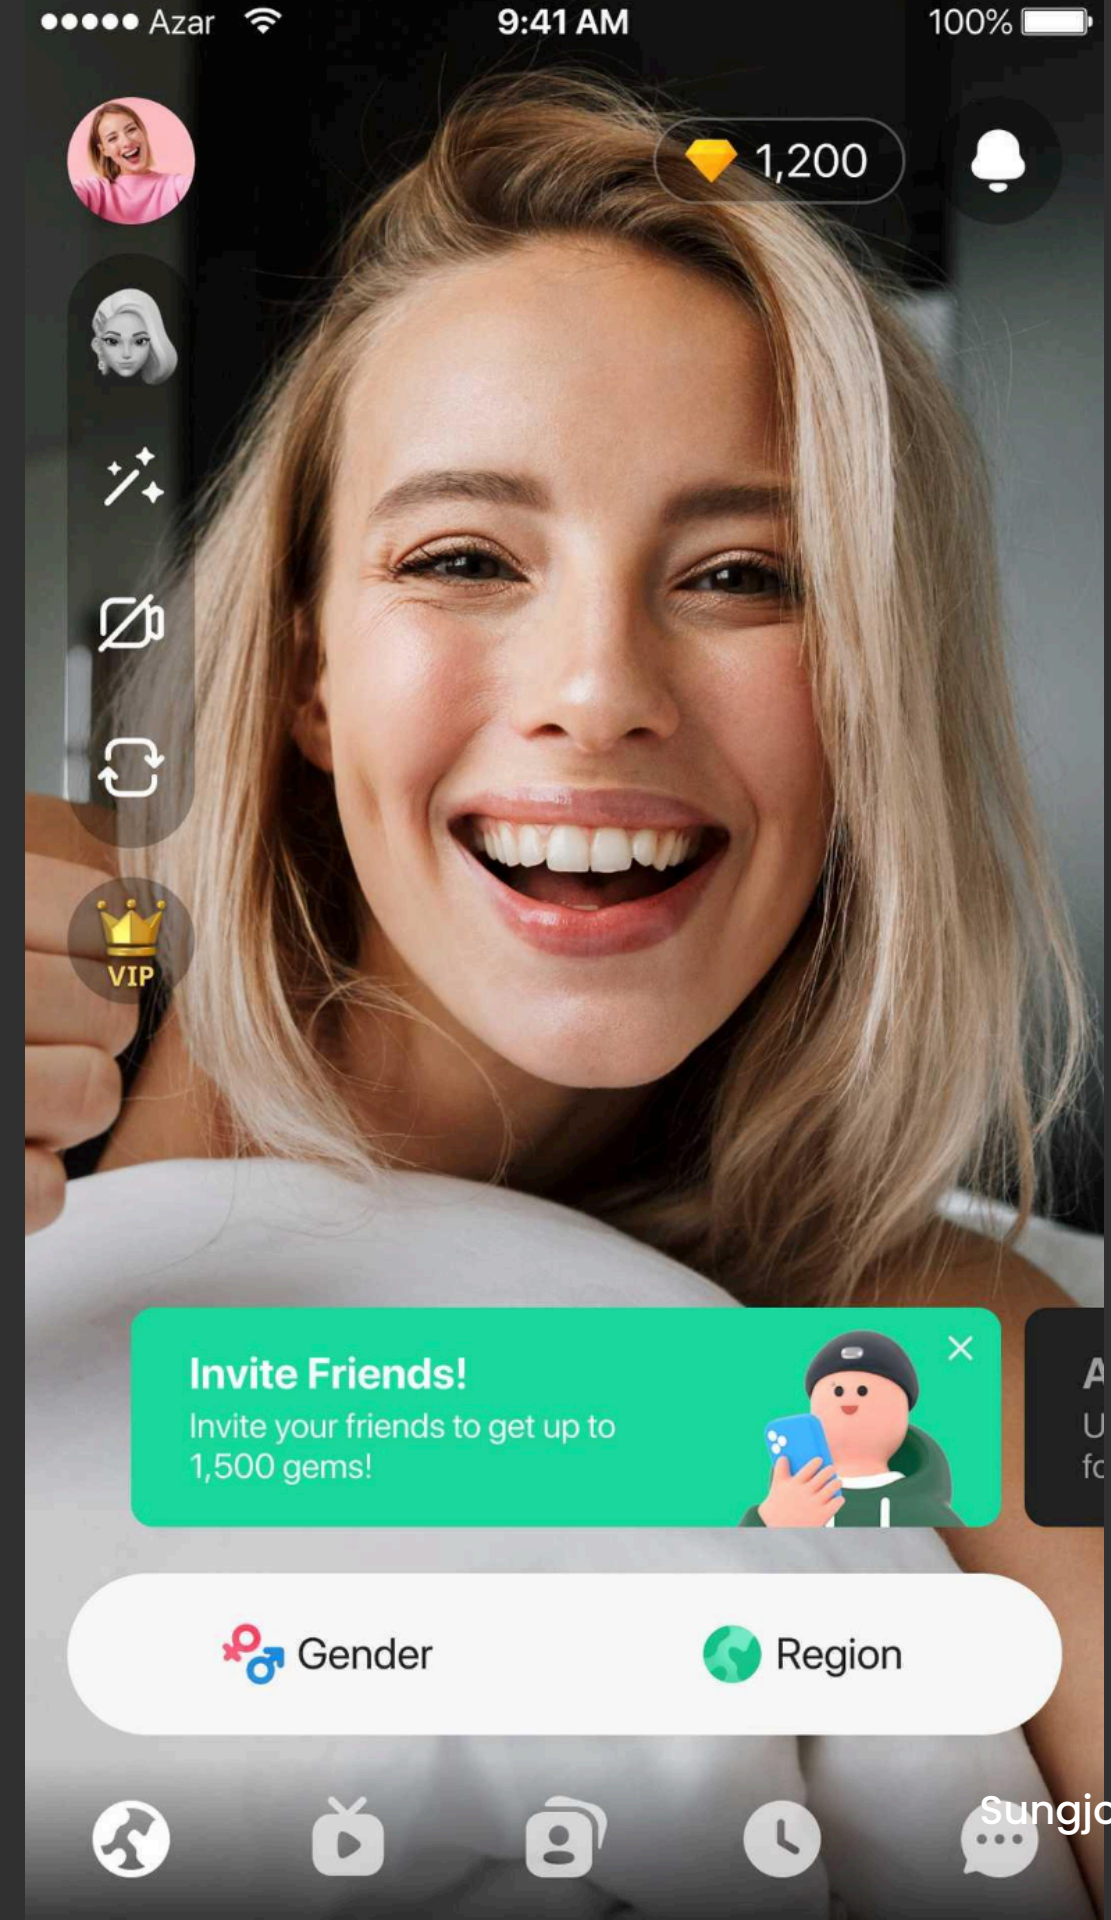 Azar 9:41 AM 100%
1,200
VIP
Invite Friends!
Invite your friends to get up to
1,500 gems!
Gender Region